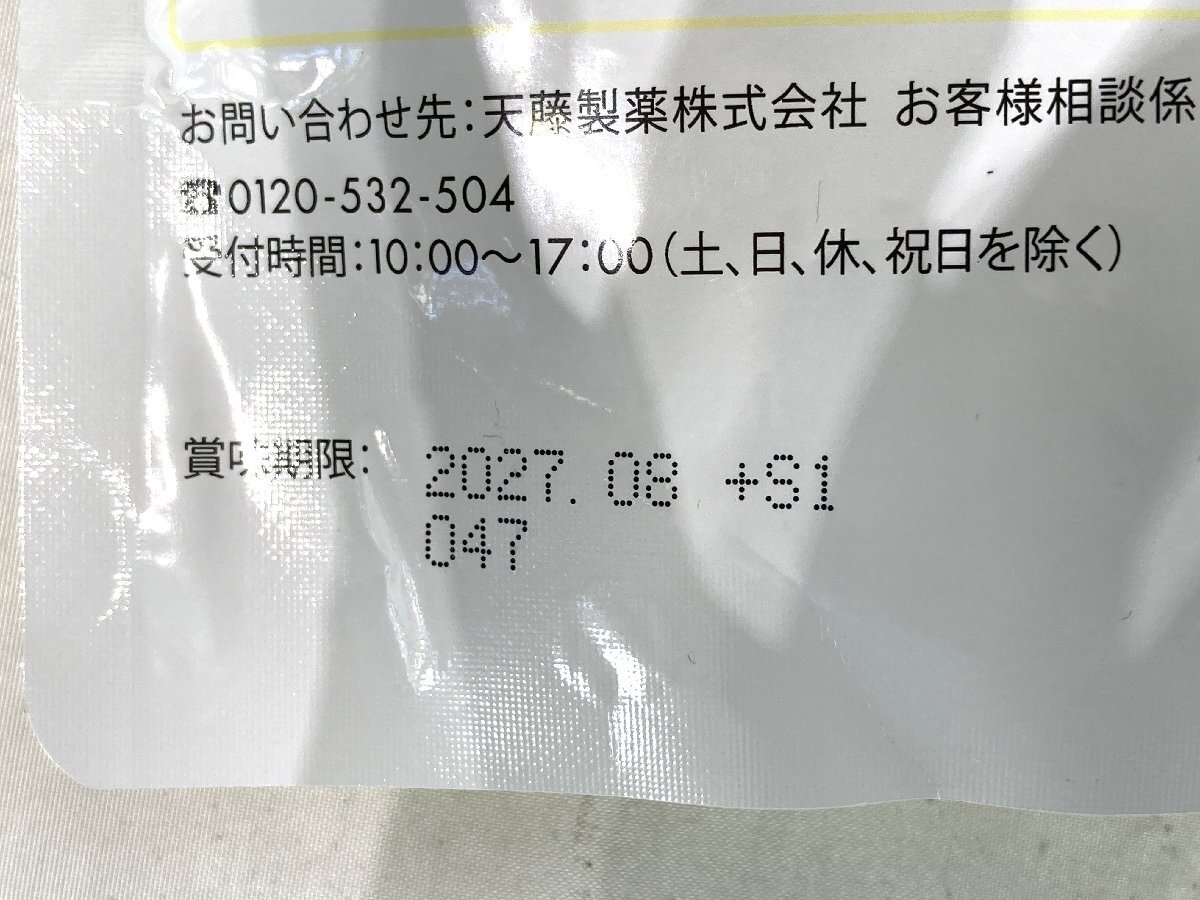 お問い合わせ先：天藤製薬株式会社 お客様相談係
☎0120-532-504
受付時間：10：00〜17：00（土、日、休、祝日を除く）
賞味期限： 2027. 08 +S1
047